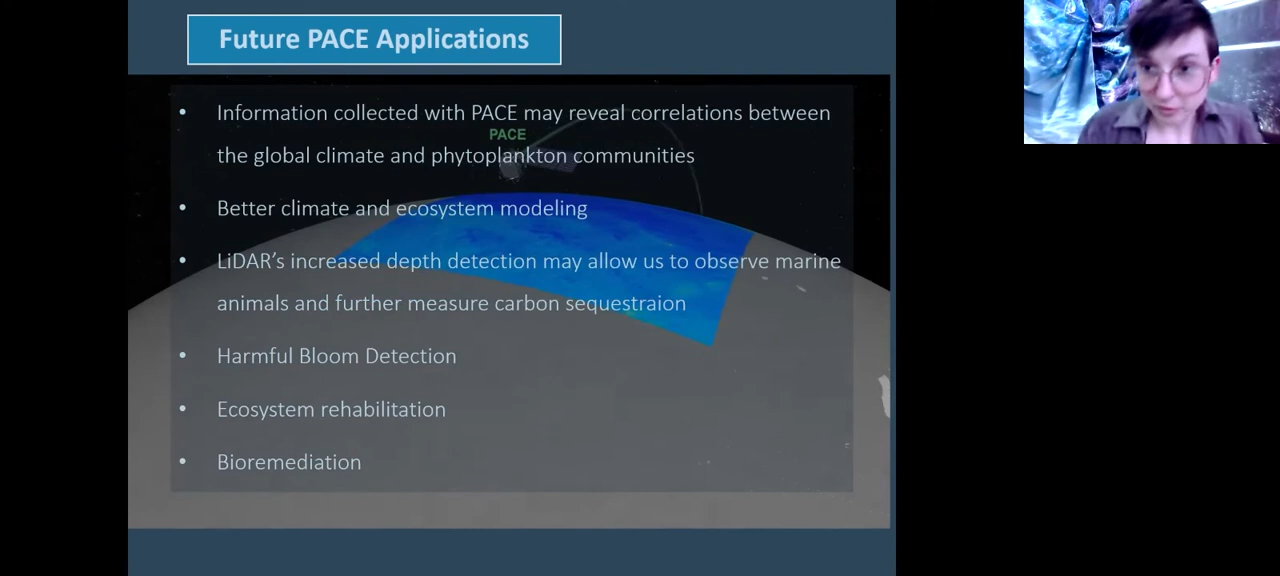 Future PACE Applications
• Information collected with PACE may reveal correlations between
PACE
the global climate and phytoplankton communities
• Better climate and ecosystem modeling
• LiDAR’s increased depth detection may allow us to observe marine
animals and further measure carbon sequestraion
• Harmful Bloom Detection
• Ecosystem rehabilitation
• Bioremediation